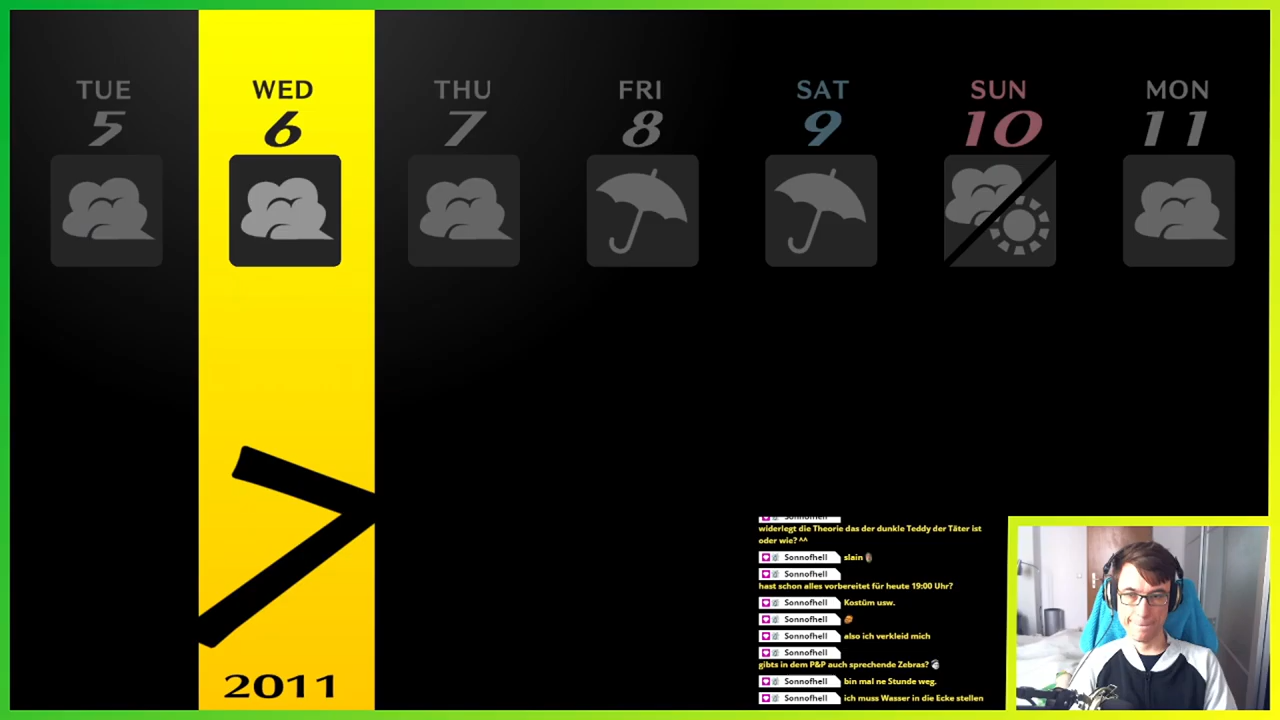 TUE WED THU FRI SAT SUN MON
5 6 7 8 9 10 11
2011
Sonnofhell
widerlegt die Theorie das der dunkle Teddy der Täter ist
oder wie? ^^
Sonnofhell slain
Sonnofhell
hast schon alles vorbereitet für heute 19:00 Uhr?
Sonnofhell Kostüm usw.
Sonnofhell
Sonnofhell also ich verkleid mich
Sonnofhell
gibts in dem P&P auch sprechende Zebras?
Sonnofhell bin mal ne Stunde weg.
Sonnofhell ich muss Wasser in die Ecke stellen